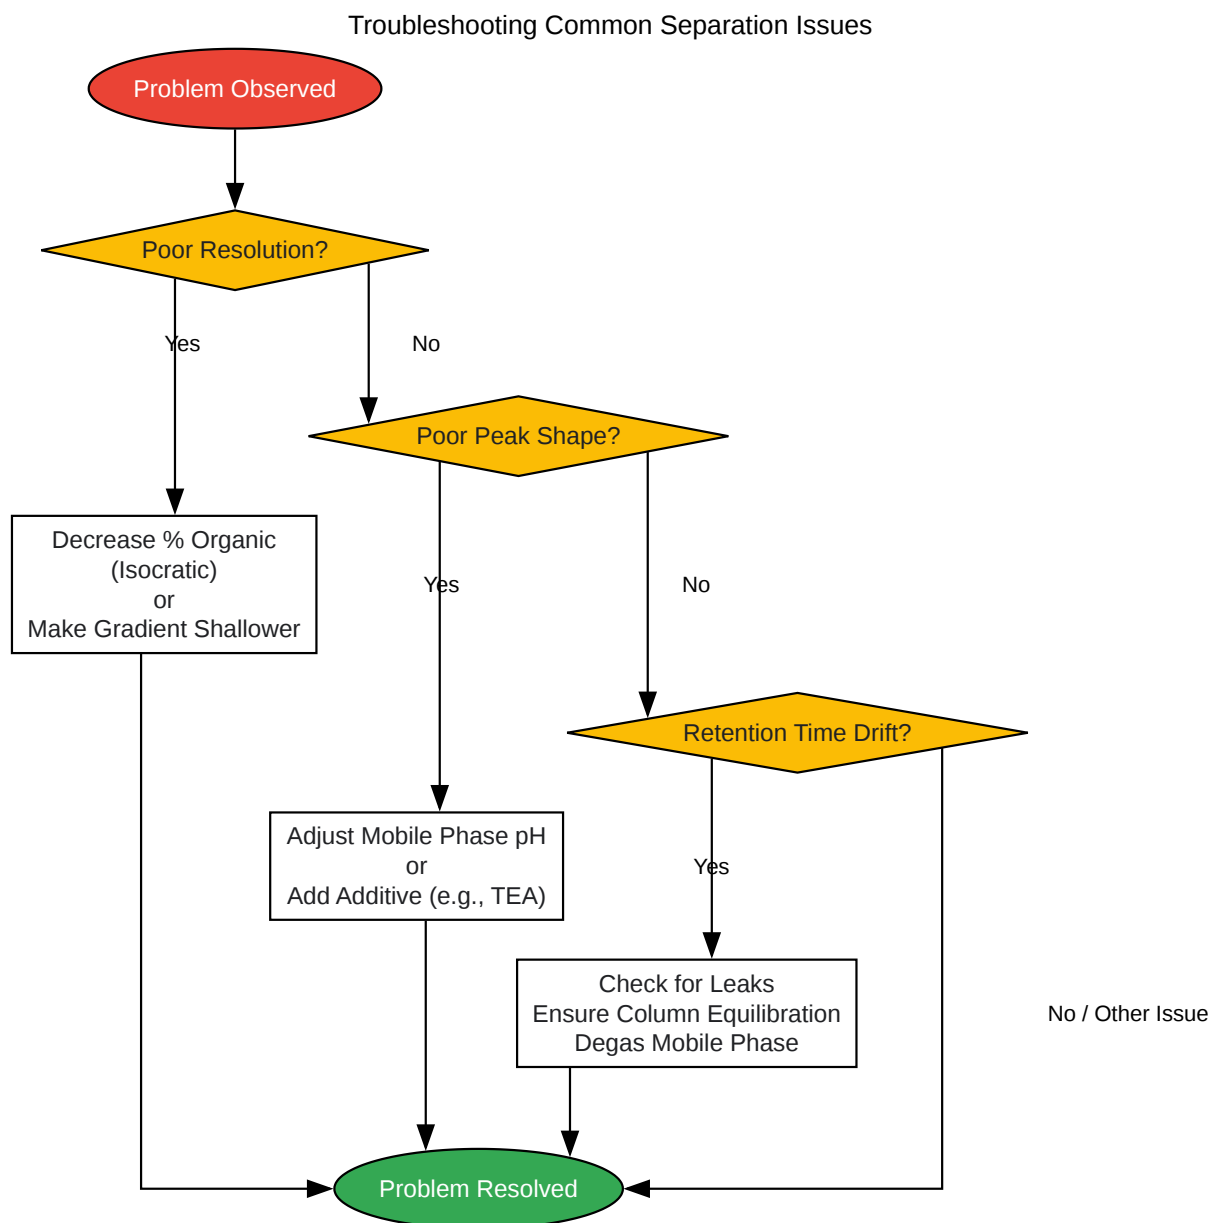 Troubleshooting Common Separation Issues
Problem Observed
Poor Resolution?
Yes
No
Poor Peak Shape?
Decrease % Organic
(Isocratic)
or
Make Gradient Shallower
Yes
No
Retention Time Drift?
Adjust Mobile Phase pH
or
Add Additive (e.g., TEA)
Yes
Check for Leaks
Ensure Column Equilibration
Degas Mobile Phase
No / Other Issue
Problem Resolved